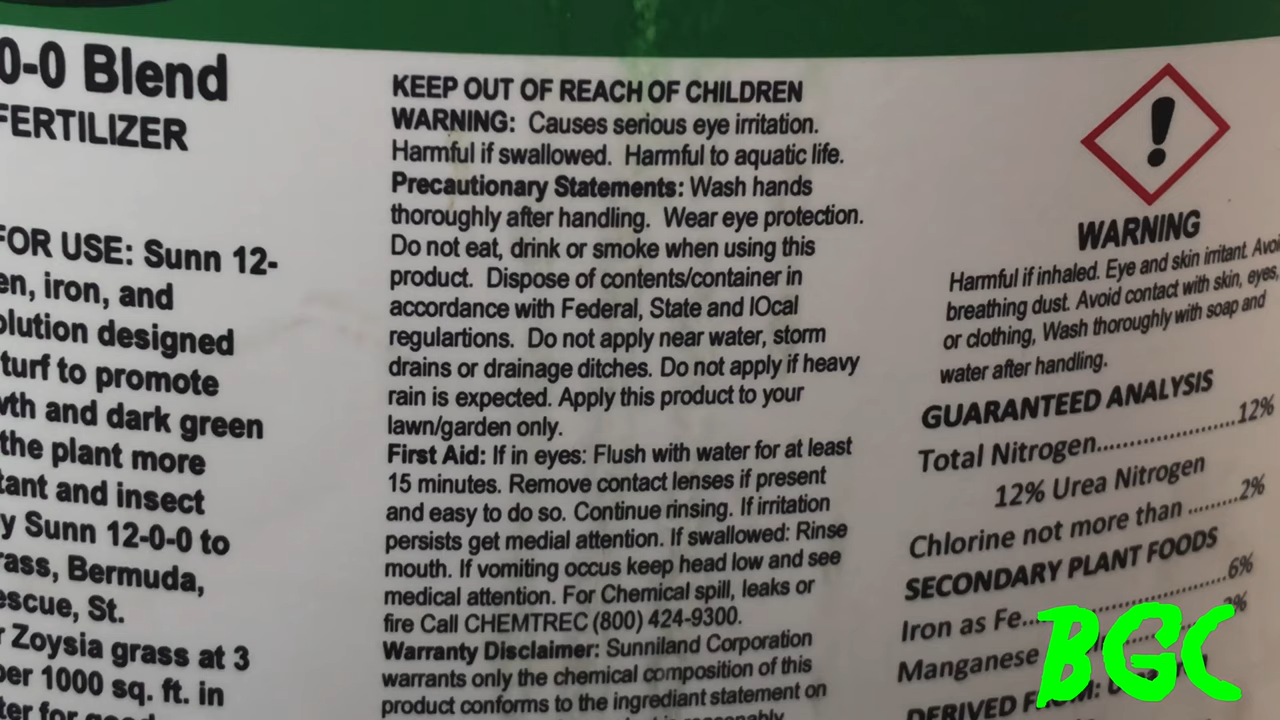 0-0 Blend
FERTILIZER
FOR USE: Sunn 12-
en, iron, and
olution designed
turf to promote
wth and dark green
the plant more
tant and insect
y Sunn 12-0-0 to
rass, Bermuda,
escue, St.
r Zoysia grass at 3
per 1000 sq. ft. in
ter for good
KEEP OUT OF REACH OF CHILDREN
WARNING: Causes serious eye irritation.
Harmful if swallowed. Harmful to aquatic life.
Precautionary Statements: Wash hands
thoroughly after handling. Wear eye protection.
Do not eat, drink or smoke when using this
product. Dispose of contents/container in
accordance with Federal, State and lOcal
regulartions. Do not apply near water, storm
drains or drainage ditches. Do not apply if heavy
rain is expected. Apply this product to your
lawn/garden only.
First Aid: If in eyes: Flush with water for at least
15 minutes. Remove contact lenses if present
and easy to do so. Continue rinsing. If irritation
persists get medial attention. If swallowed: Rinse
mouth. If vomiting occus keep head low and see
medical attention. For Chemical spill, leaks or
fire Call CHEMTREC (800) 424-9300.
Warranty Disclaimer: Sunniland Corporation
warrants only the chemical composition of this
product conforms to the ingrediant statement on
WARNING
Harmful if inhaled. Eye and skin irritant. Avoi
breathing dust. Avoid contact with skin, eyes,
or clothing, Wash thoroughly with soap and
water after handling.
GUARANTEED ANALYSIS
Total Nitrogen......................12%
12% Urea Nitrogen
Chlorine not more than .........2%
SECONDARY PLANT FOODS
Iron as Fe..............................6%
Manganese
DERIVED
BGC